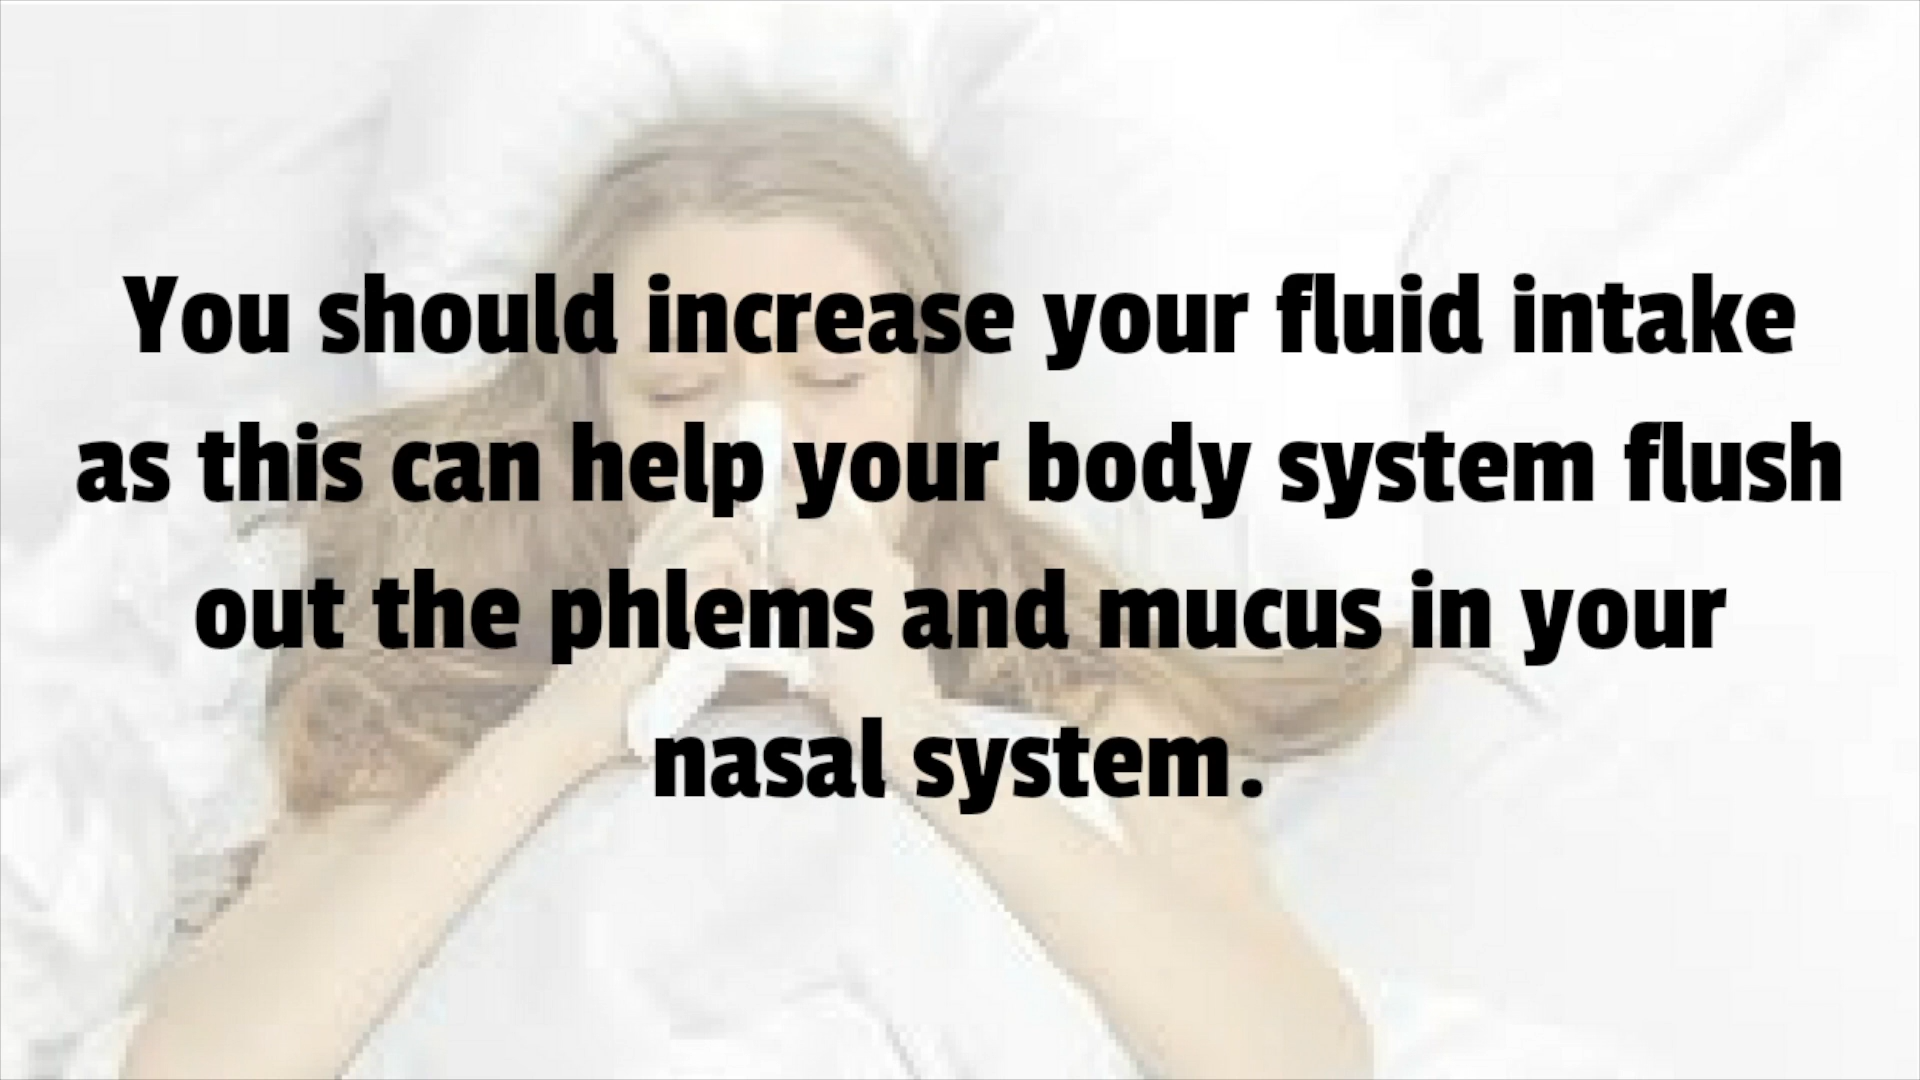 You should increase your fluid intake
as this can help your body system flush
out the phlems and mucus in your
nasal system.